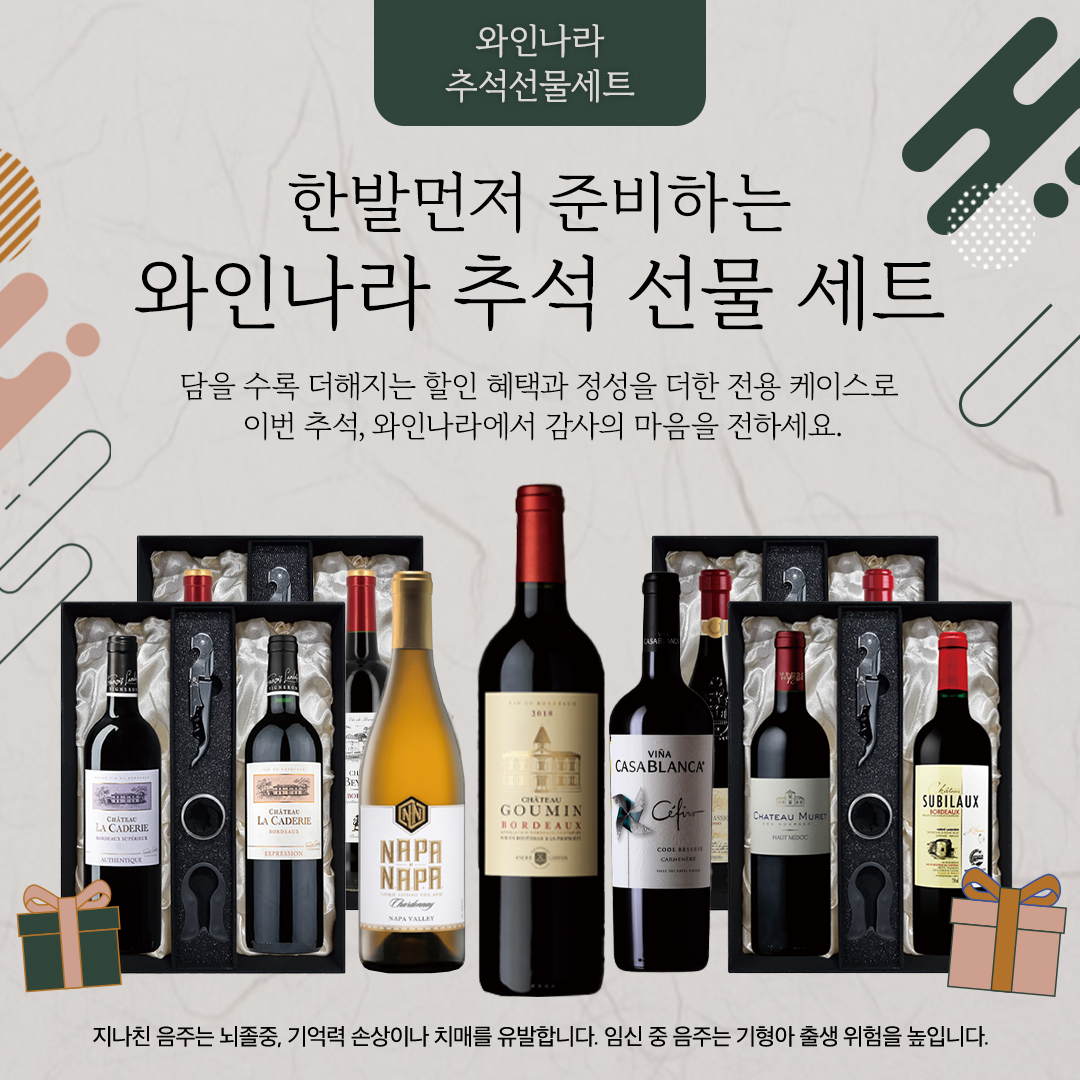 와인나라
추석선물세트
한발먼저 준비하는
와인나라 추석 선물 세트
담을 수록 더해지는 할인 혜택과 정성을 더한 전용 케이스로
이번 추석, 와인나라에서 감사의 마음을 전하세요.
CHÂTEAU
LA CADERIE
BORDEAUX SUPERIEUR
AUTHENTIQUE
CHÂTEAU
LA CADERIE
BORDEAUX
EXPRESSION
NAPA
NAPA
Chardonnay
NAPA VALLEY
VIN DE BORDEAUX
2018
CHÂTEAU
GOUMIN
BORDEAUX
CASABLANCA
VIÑA
CASABLANCA
Céfiro
COOL RESERVE
CARMENÈRE
CHATEAU MURET
HAUT-MÉDOC
Château
SUBILAUX
BORDEAUX
지나친 음주는 뇌졸중, 기억력 손상이나 치매를 유발합니다. 임신 중 음주는 기형아 출생 위험을 높입니다.